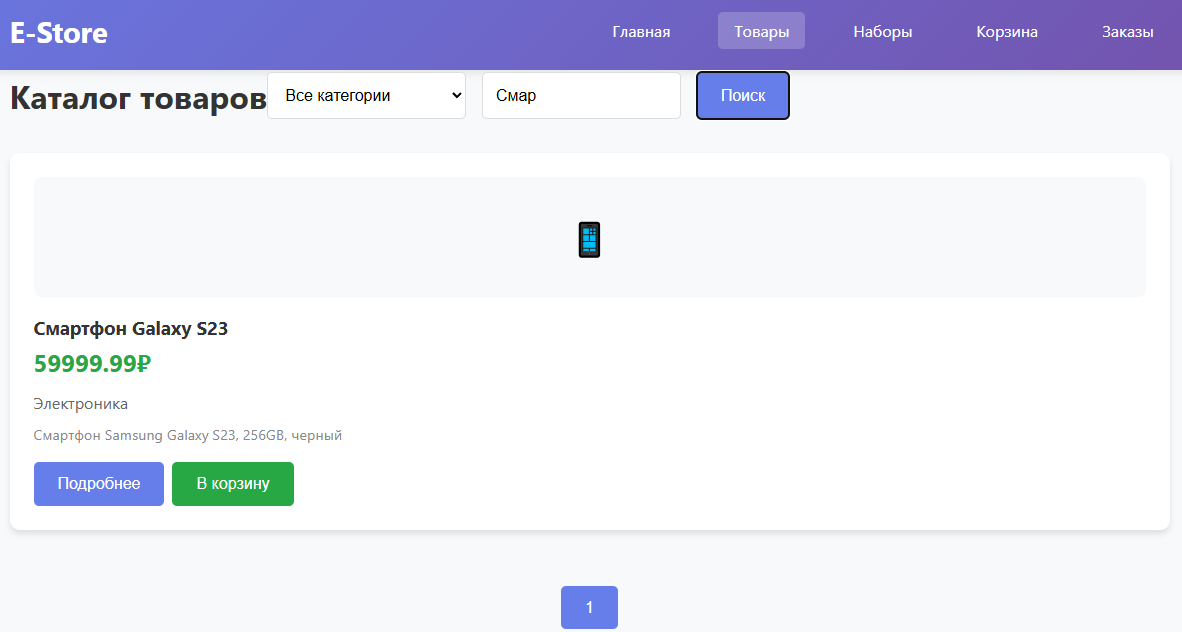 E-Store
Главная Товары Наборы Корзина Заказы
Каталог товаров Все категории Смар Поиск
Смартфон Galaxy S23
59999.99₽
Электроника
Смартфон Samsung Galaxy S23, 256GB, черный
Подробнее В корзину
1